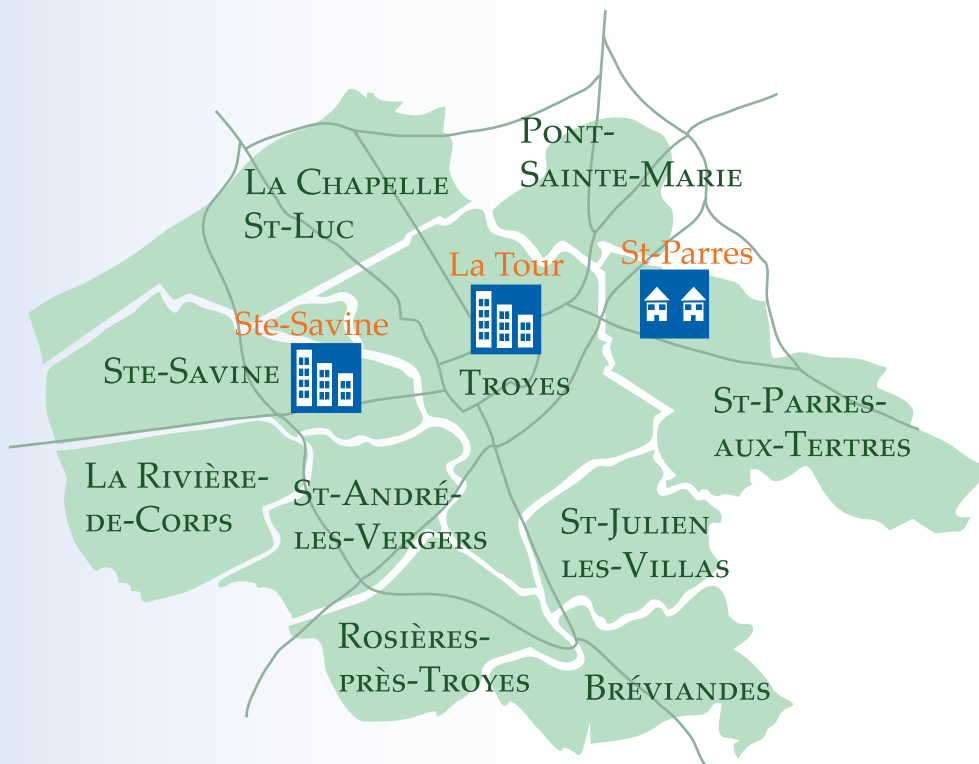 Pont-
Sainte-Marie
La Chapelle
St-Luc
La Tour
St-Parres
Ste-Savine
Ste-Savine
Troyes
St-Parres-
aux-Tertres
La Rivière-
de-Corps
St-André-
les-Vergers
St-Julien
les-Villas
Rosières-
près-Troyes
Bréviandes